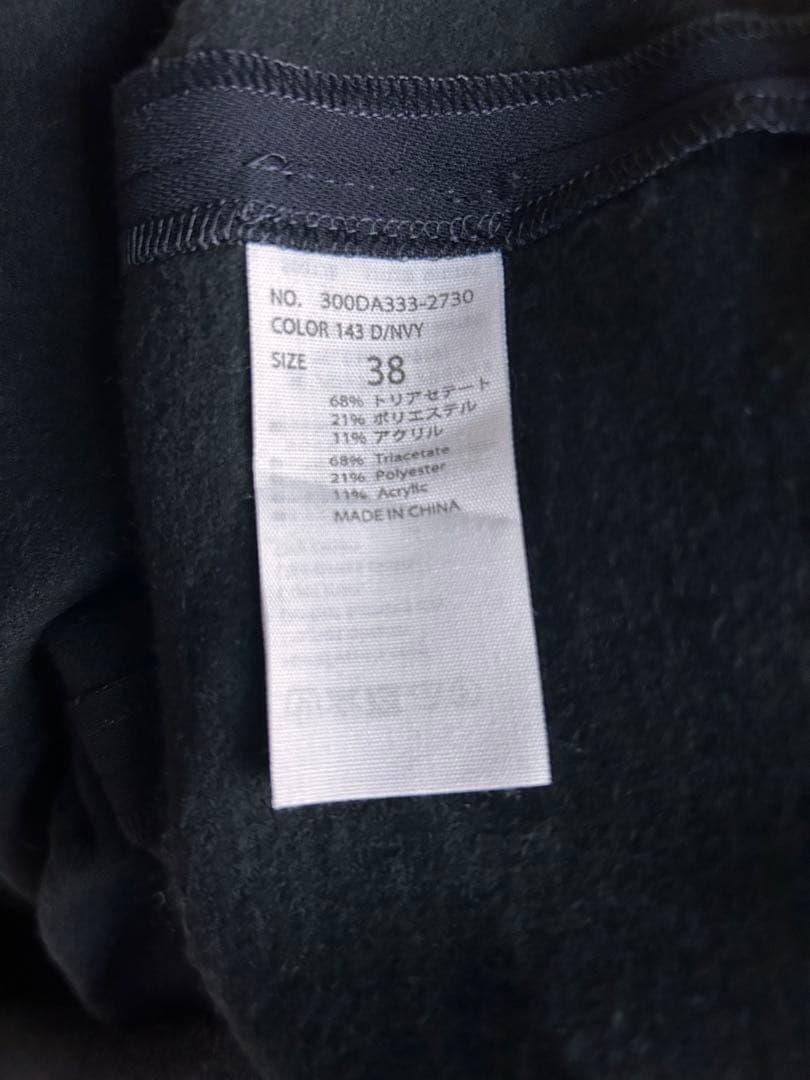 NO. 300DA333-2730
COLOR 143 D/NVY
SIZE 38
68% トリアセテート
21% ポリエステル
11% アクリル
68% Triacetate
21% Polyester
11% Acrylic
MADE IN CHINA